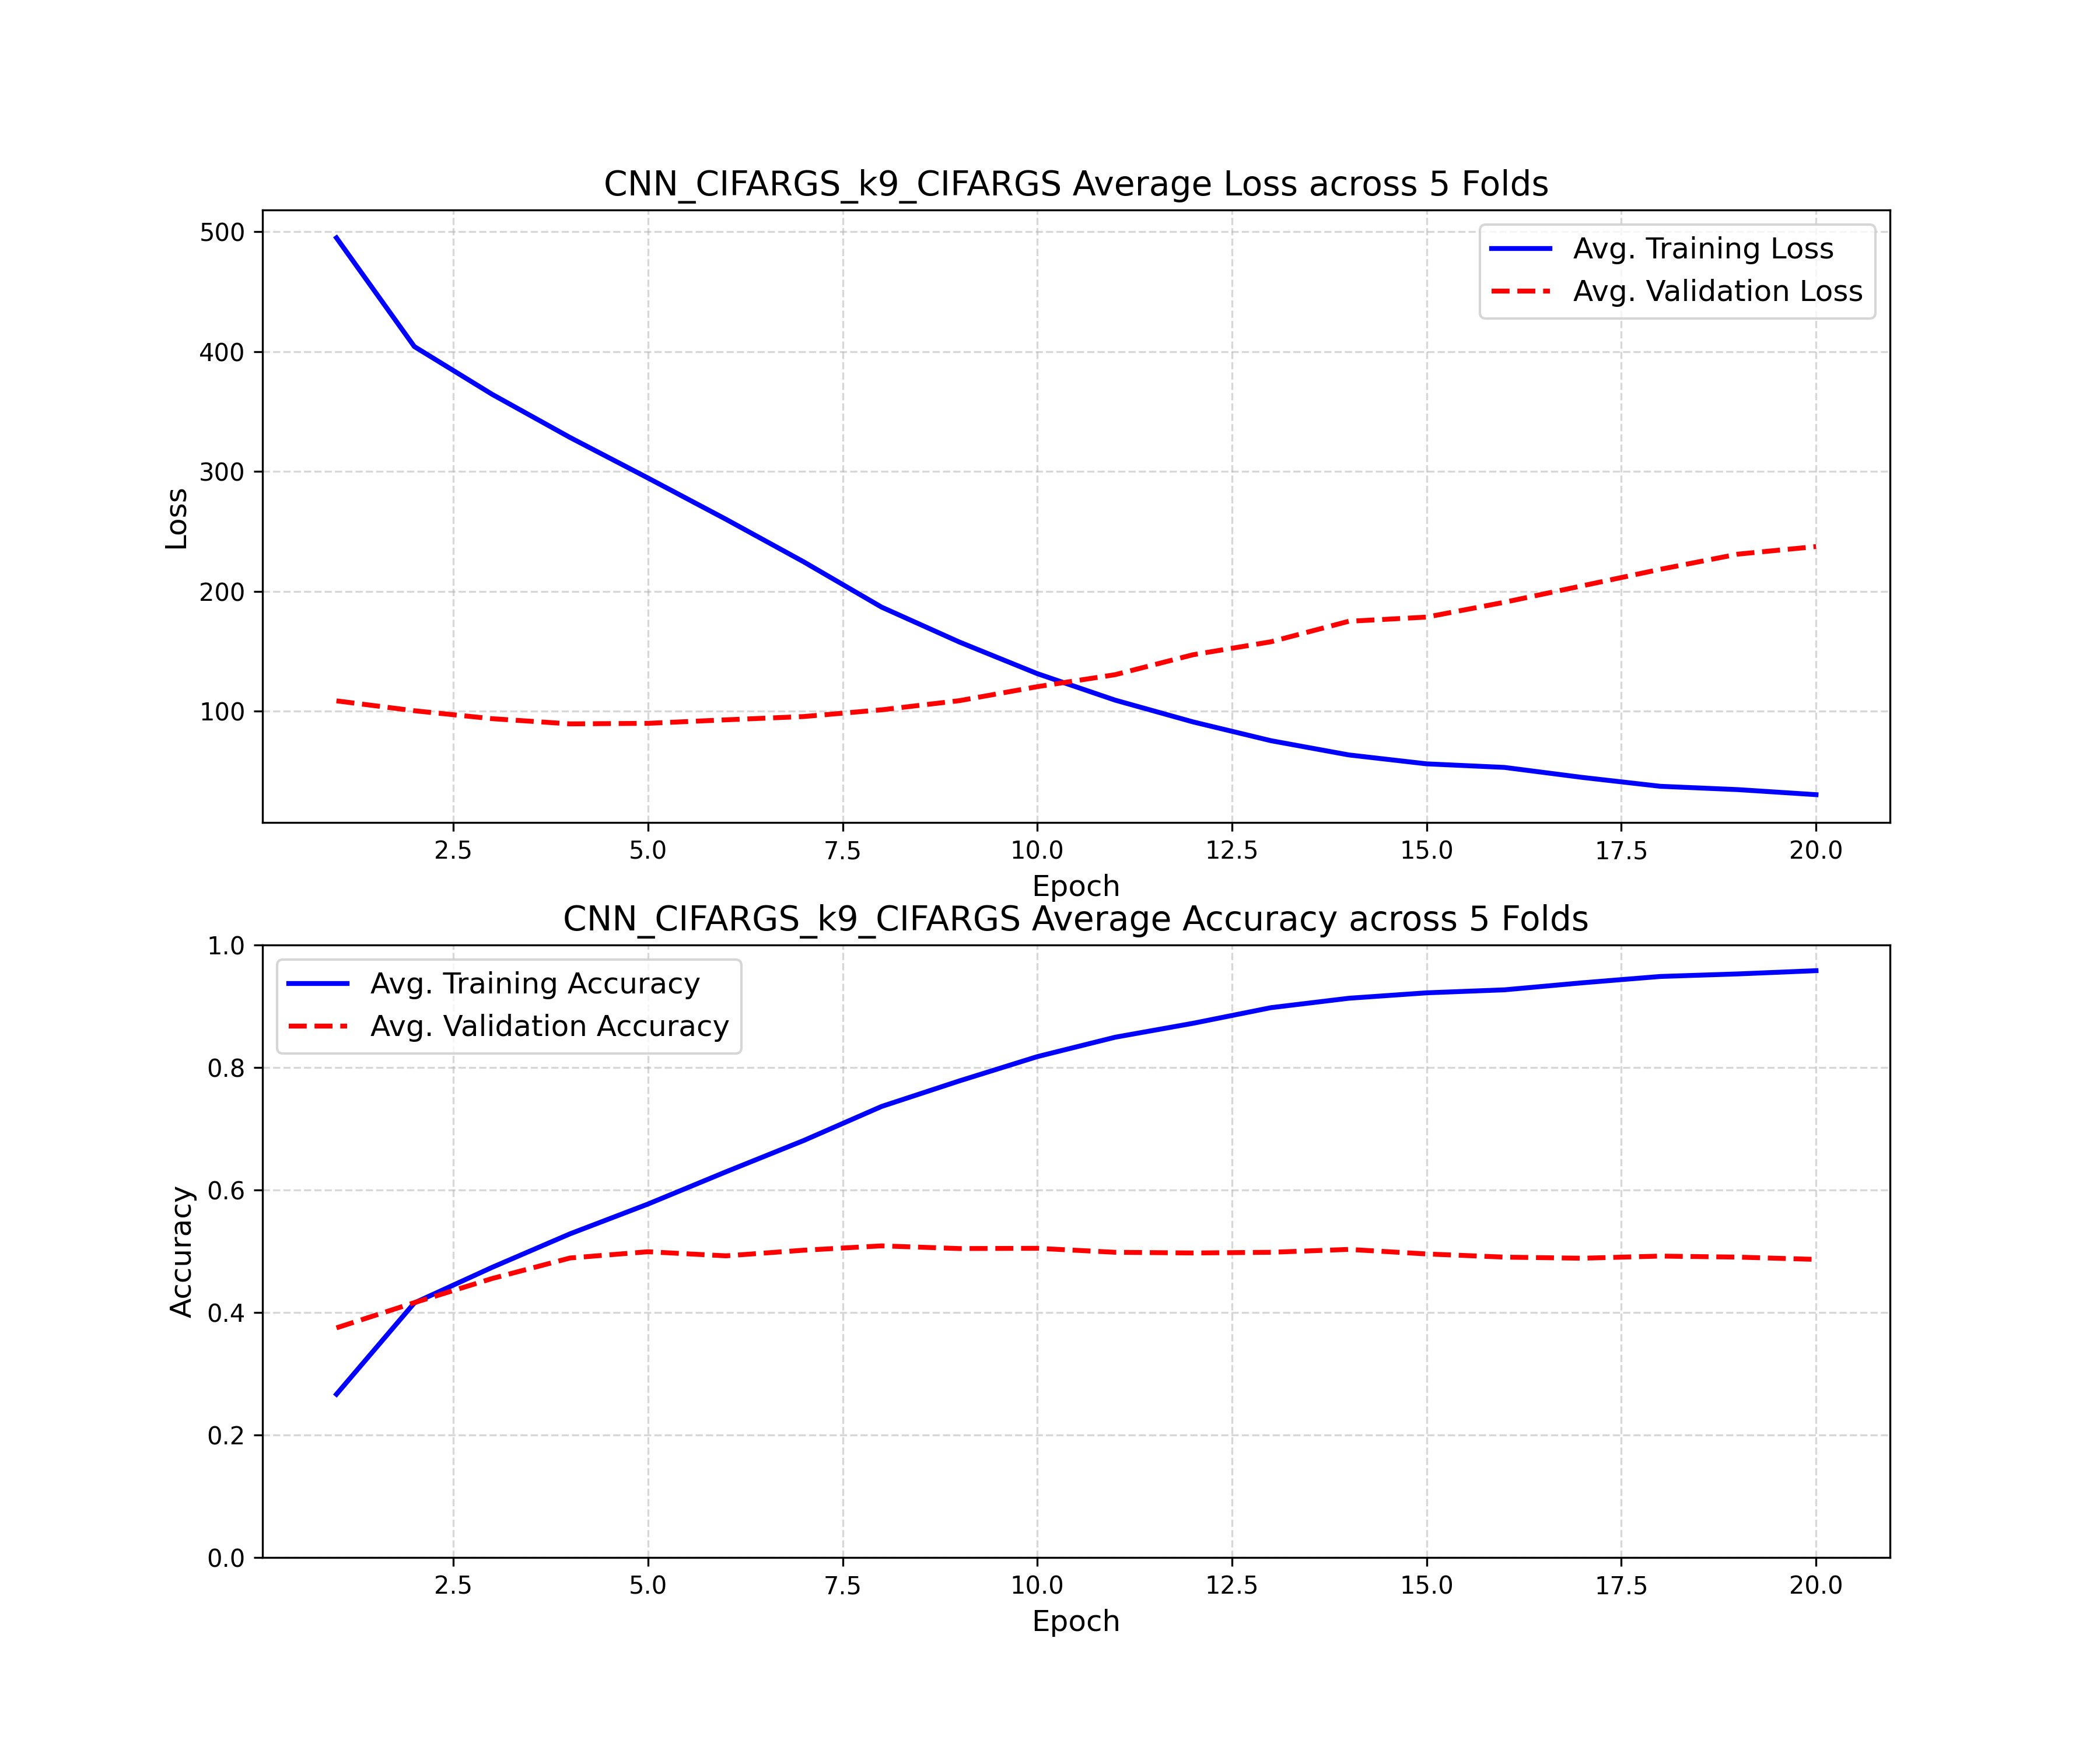 CNN_CIFARGS_k9_CIFARGS Average Loss across 5 Folds
500
400
300
200
100
Loss
Avg. Training Loss
Avg. Validation Loss
2.5 5.0 7.5 10.0 12.5 15.0 17.5 20.0
Epoch
CNN_CIFARGS_k9_CIFARGS Average Accuracy across 5 Folds
1.0
0.8
0.6
0.4
0.2
0.0
Accuracy
Avg. Training Accuracy
Avg. Validation Accuracy
2.5 5.0 7.5 10.0 12.5 15.0 17.5 20.0
Epoch